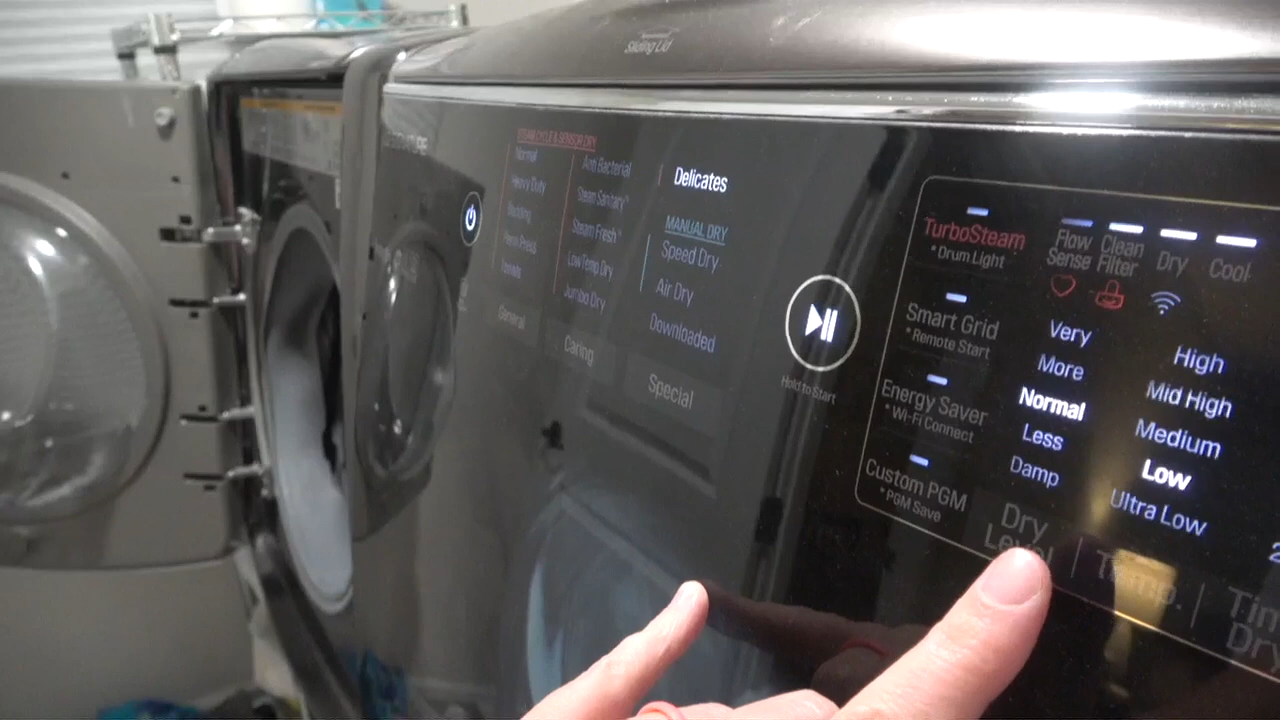 Sliding Lid
STEAM CYCLE & SENSOR DRY
Normal
Heavy Duty
Bedding
Perm.Press
Towels
General
Anti Bacterial
Steam Sanitary
Steam Fresh
Low Temp Dry
Jumbo Dry
Caring
Delicates
MANUAL DRY
Speed Dry
Air Dry
Downloaded
Special
Hold to Start
TurboSteam
* Drum Light
Smart Grid
* Remote Start
Energy Saver
* Wi-Fi Connect
Custom PGM
* PGM Save
Flow
Sense
Clean
Filter
Dry
Cool
Very
More
Normal
Less
Damp
Dry
Level
High
Mid High
Medium
Low
Ultra Low
Temp.